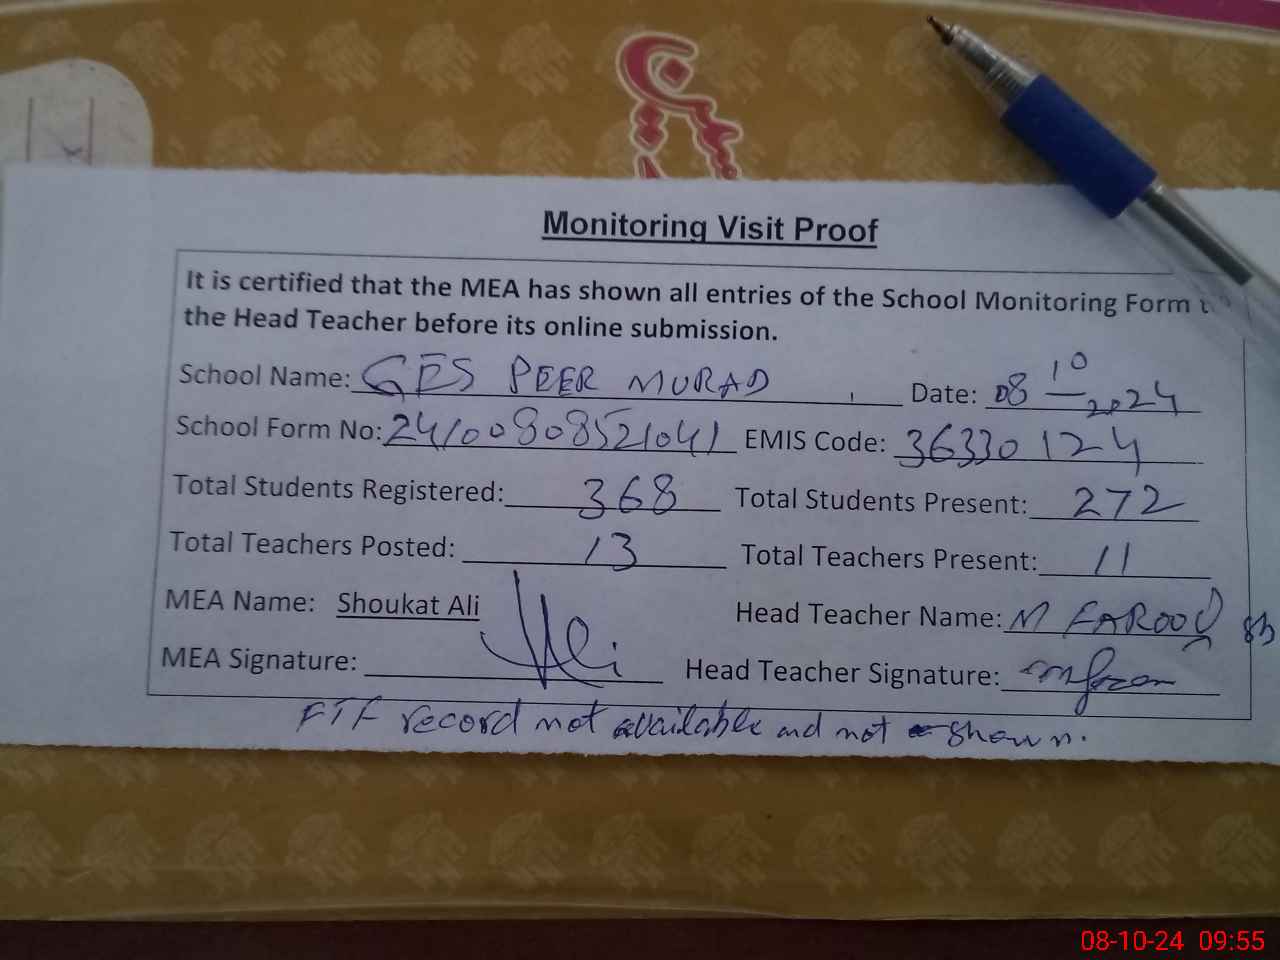 Monitoring Visit Proof
It is certified that the MEA has shown all entries of the School Monitoring Form
the Head Teacher before its online submission.
School Name: GES PEER MURAD Date: 08 10 2024
School Form No: 24100808521041 EMIS Code: 36330124
Total Students Registered: 368 Total Students Present: 272
Total Teachers Posted: 13 Total Teachers Present: 11
MEA Name: Shoukat Ali Head Teacher Name: M FAROOQ
MEA Signature: Head Teacher Signature:
FTF record not available and not shown.
08-10-24 09:55